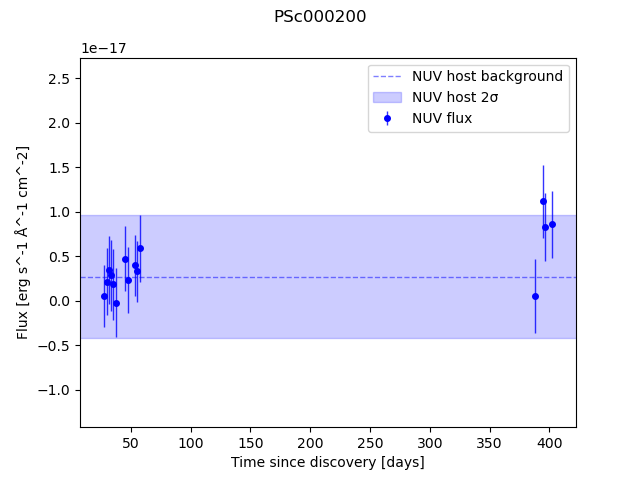 PSc000200
1e−17
NUV host background
NUV host 2σ
NUV flux
2.5
2.0
1.5
1.0
0.5
0.0
−0.5
−1.0
Flux [erg s^-1 Å^-1 cm^-2]
50 100 150 200 250 300 350 400
Time since discovery [days]